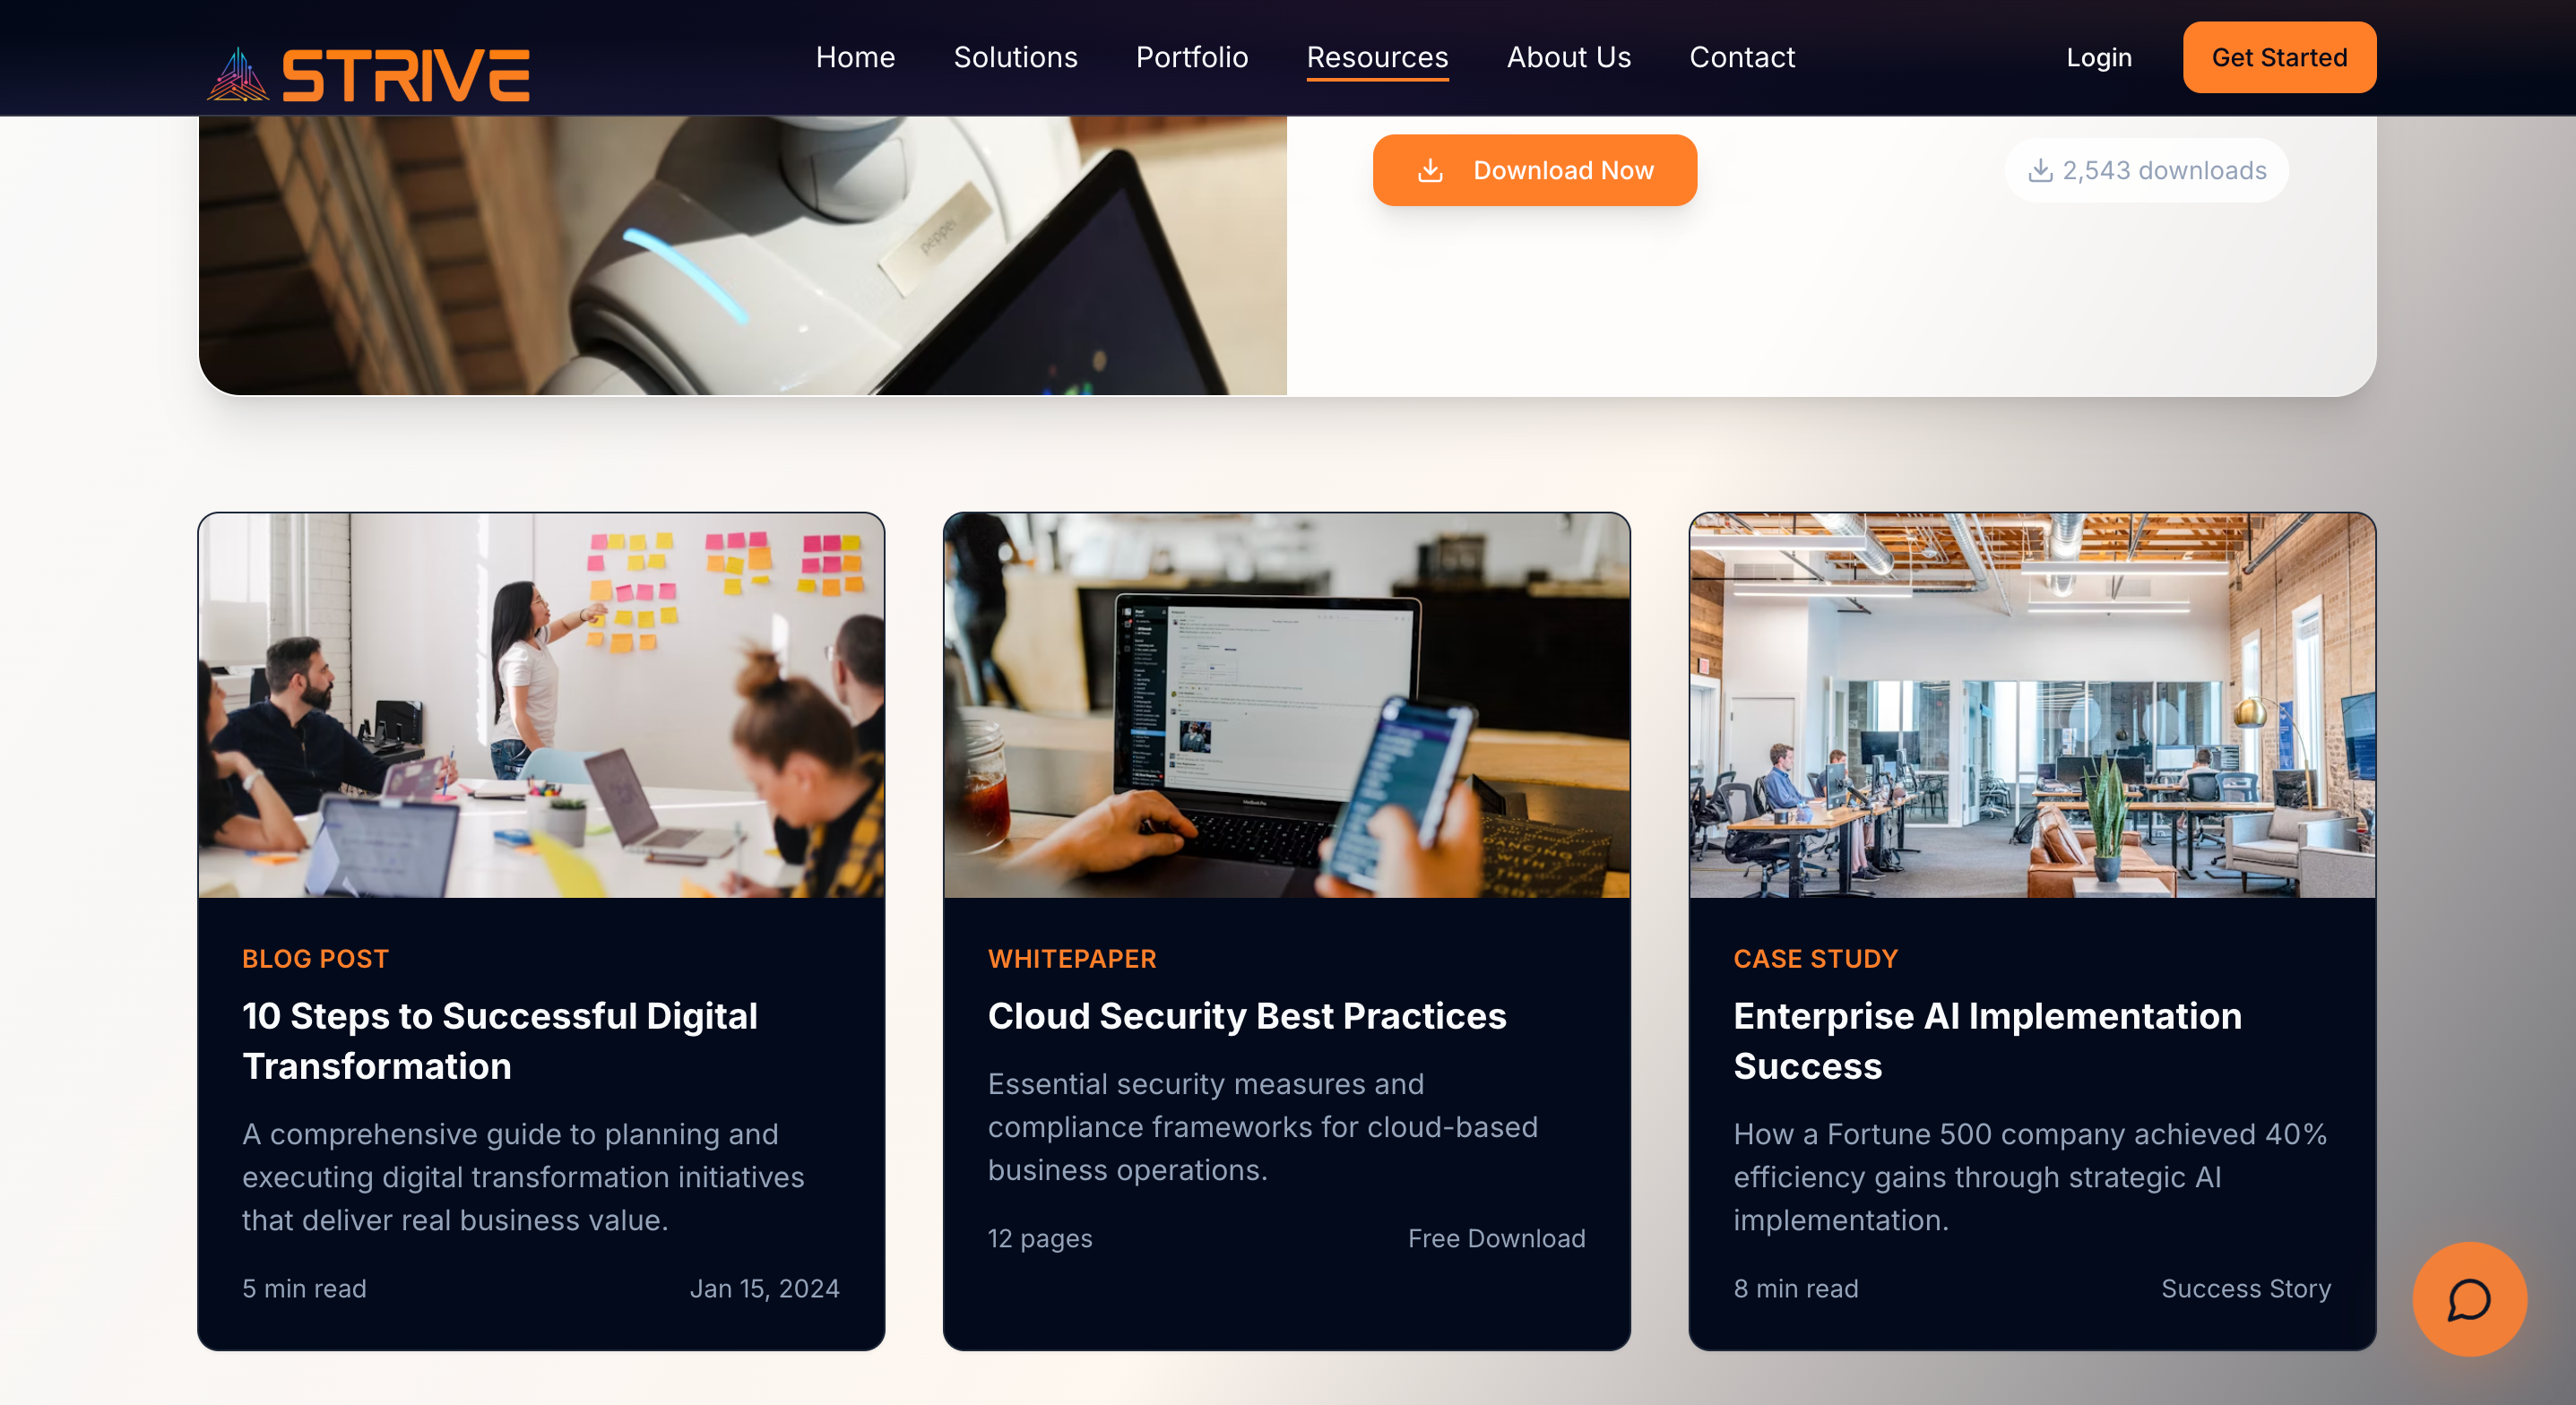 STRIVE
Home
Solutions
Portfolio
Resources
About Us
Contact
Login
Get Started
pepper
Download Now
2,543 downloads
BLOG POST
10 Steps to Successful Digital
Transformation
A comprehensive guide to planning and
executing digital transformation initiatives
that deliver real business value.
5 min read
Jan 15, 2024
WHITEPAPER
Cloud Security Best Practices
Essential security measures and
compliance frameworks for cloud-based
business operations.
12 pages
Free Download
CASE STUDY
Enterprise AI Implementation
Success
How a Fortune 500 company achieved 40%
efficiency gains through strategic AI
implementation.
8 min read
Success Story